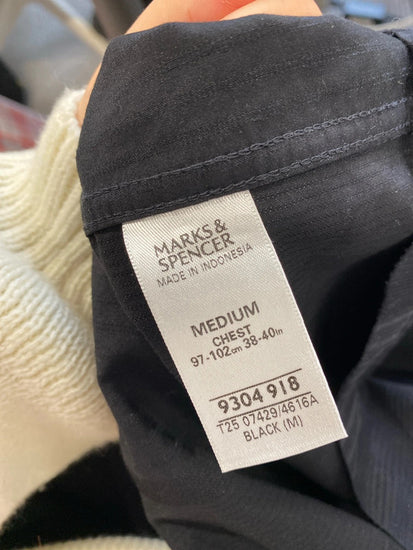 MARKS &
SPENCER
MADE IN INDONESIA
MEDIUM
CHEST
97-102cm 38-40in
9304 918
T25 07429/4616A
BLACK (M)